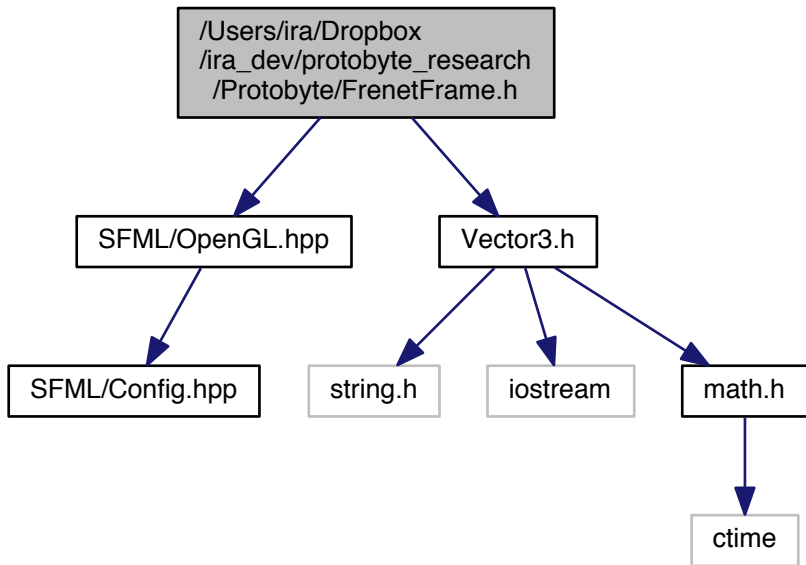 /Users/ira/Dropbox
/ira_dev/protobyte_research
/Protobyte/FrenetFrame.h
SFML/OpenGL.hpp
Vector3.h
SFML/Config.hpp
string.h
iostream
math.h
ctime